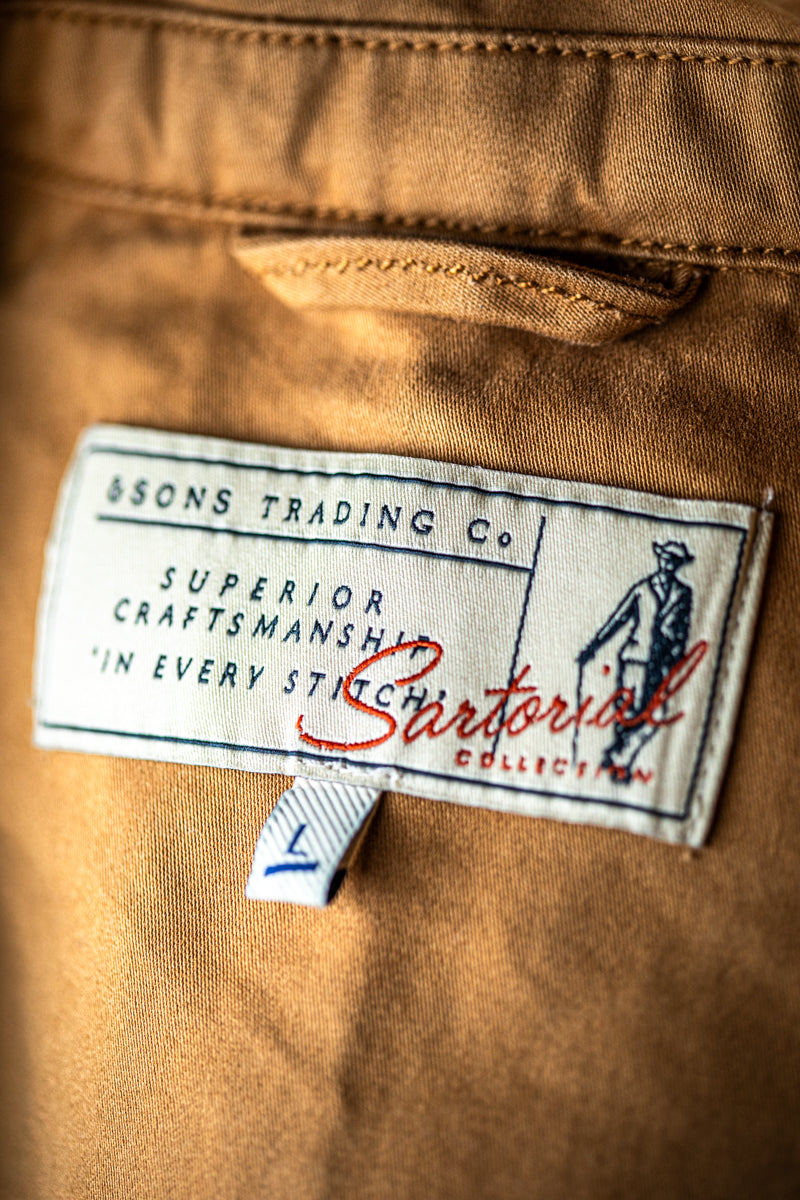 &SONS TRADING Co
SUPERIOR
CRAFTSMANSHIP
'IN EVERY STITCH'
Sartorial
COLLECTION
L